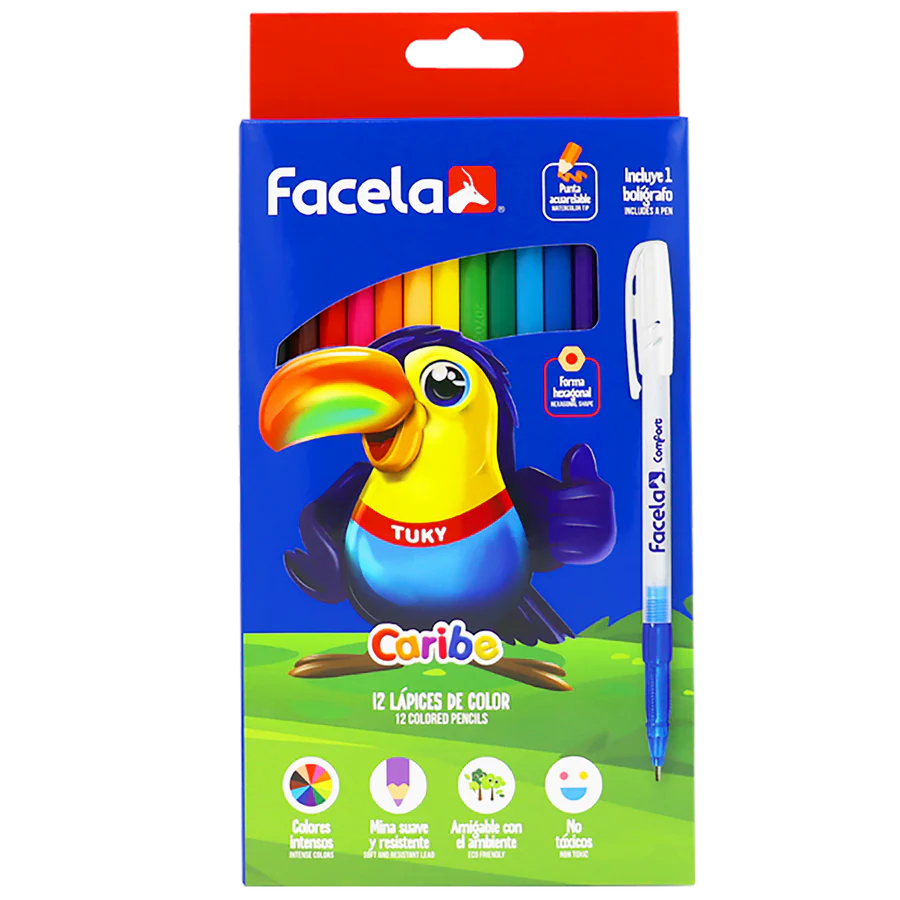 Facela
®
Punta
acuarelable
WATERCOLOR TIP
Incluye 1
bolígrafo
INCLUDES A PEN
2070
Forma
hexagonal
HEXAGONAL SHAPE
Facela Comfort
TUKY
Caribe
12 LÁPICES DE COLOR
12 COLORED PENCILS
Colores
intensos
INTENSE COLORS
Mina suave
y resistente
SOFT AND RESISTANT LEAD
Amigable con
el ambiente
ECO FRIENDLY
No
tóxicos
NON TOXIC